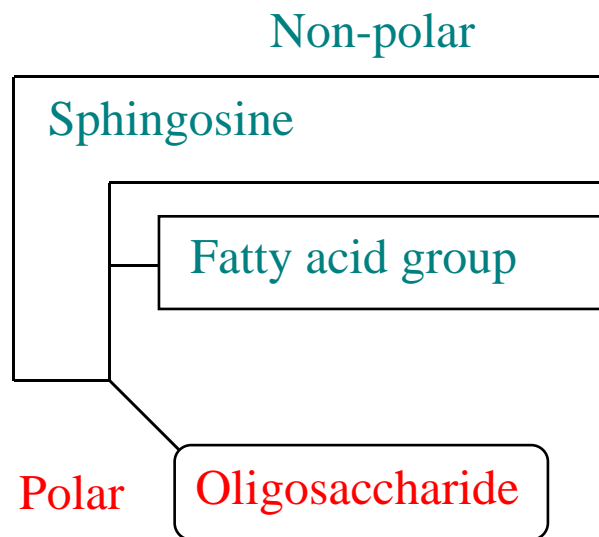 Non-polar
Sphingosine
Fatty acid group
Polar
Oligosaccharide